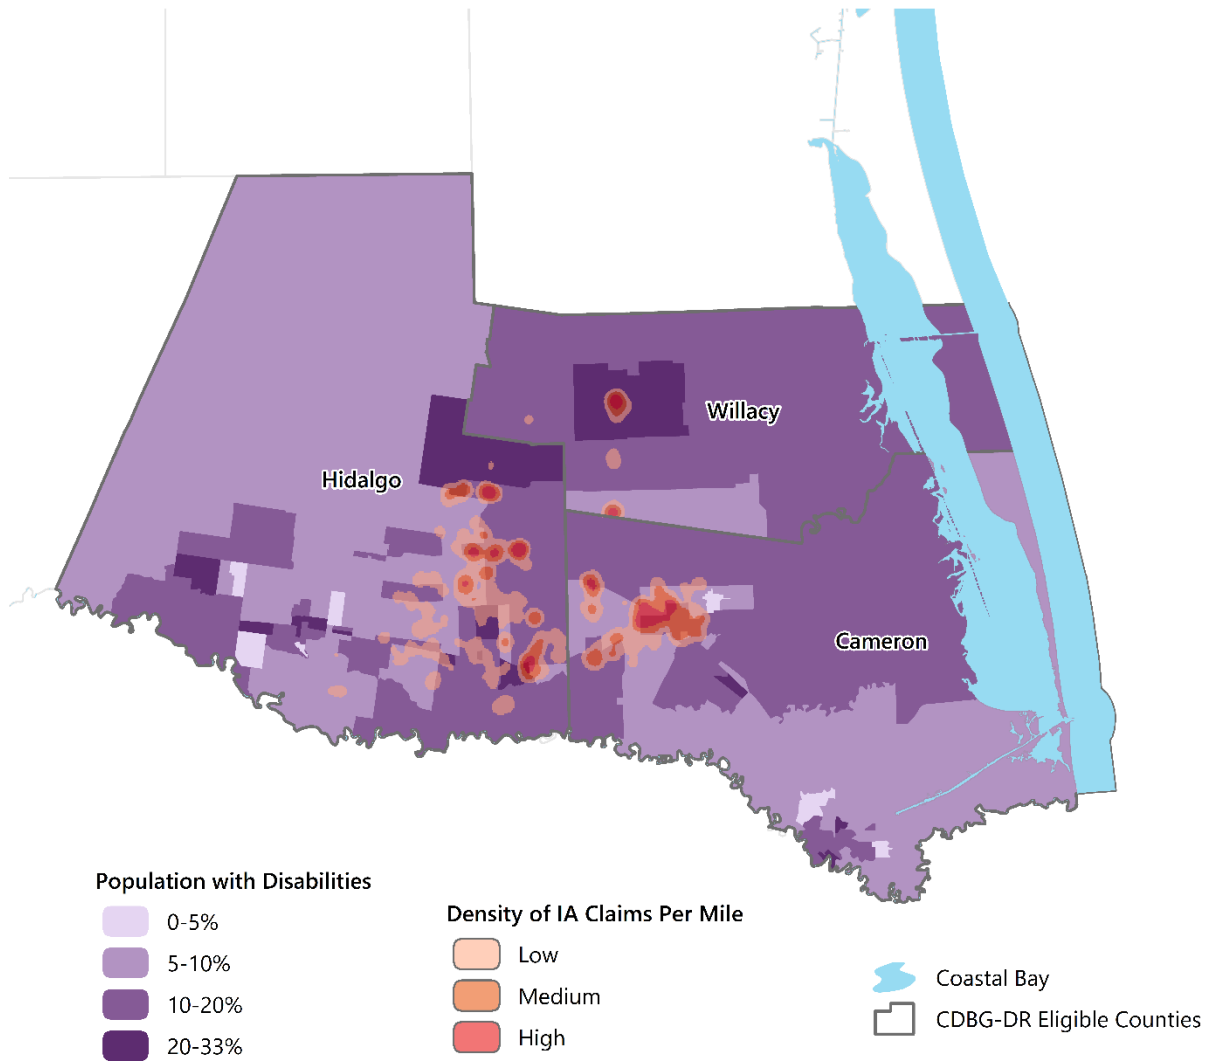 Willacy
Hidalgo
Cameron
Population with Disabilities
0-5%
5-10%
10-20%
20-33%
Density of IA Claims Per Mile
Low
Medium
High
Coastal Bay
CDBG-DR Eligible Counties